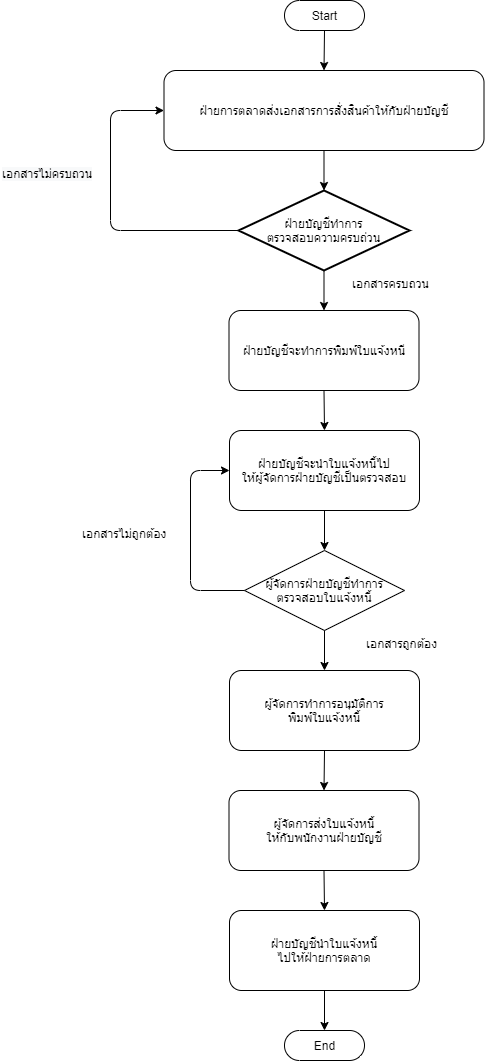 Start
ฝ่ายการตลาดส่งเอกสารการสั่งสินค้าให้กับฝ่ายบัญชี
เอกสารไม่ครบถวน
ฝ่ายบัญชีทำการ
ตรวจสอบความครบถ่วน
เอกสารครบถวน
ฝ่ายบัญชีจะทำการพิมพ์ใบแจ้งหนี้
ฝ่ายบัญชีจะนำใบแจ้งหนี้ไป
ให้ผู้จัดการฝ่ายบัญชีเป็นตรวจสอบ
เอกสารไม่ถูกต้อง
ผู้จัดการฝ่ายบัญชีทำการ
ตรวจสอบใบแจ้งหนี้
เอกสารถูกต้อง
ผู้จัดการทำการอนุมัติการ
พิมพ์ใบแจ้งหนี้
ผู้จัดการส่งใบแจ้งหนี้
ให้กับพนักงานฝ่ายบัญชี
ฝ่ายบัญชีนำใบแจ้งหนี้
ไปให้ฝ่ายการตลาด
End